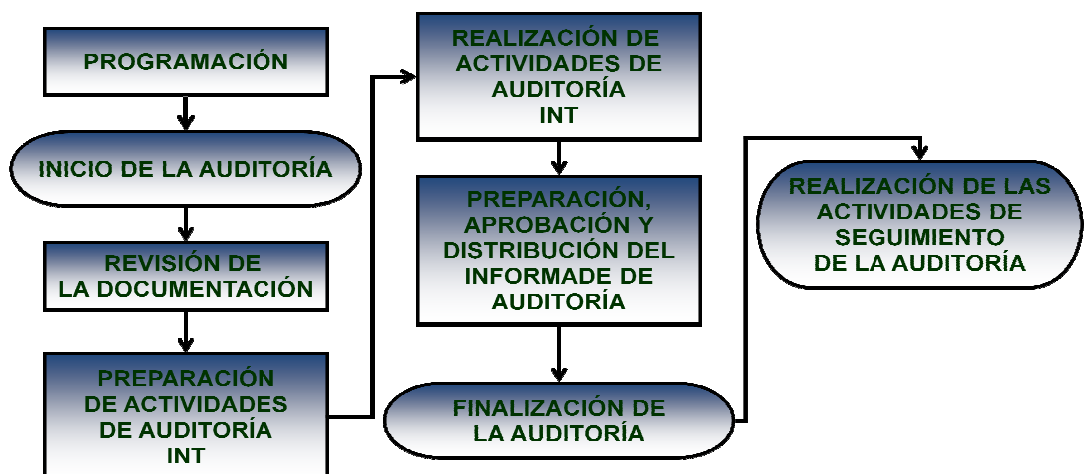 PROGRAMACIÓN
INICIO DE LA AUDITORÍA
REVISIÓN DE
LA DOCUMENTACIÓN
PREPARACIÓN
DE ACTIVIDADES
DE AUDITORÍA
INT
REALIZACIÓN DE
ACTIVIDADES DE
AUDITORÍA
INT
PREPARACIÓN,
APROBACIÓN Y
DISTRIBUCIÓN DEL
INFORMADE DE
AUDITORÍA
FINALIZACIÓN DE
LA AUDITORÍA
REALIZACIÓN DE LAS
ACTIVIDADES DE
SEGUIMIENTO
DE LA AUDITORÍA